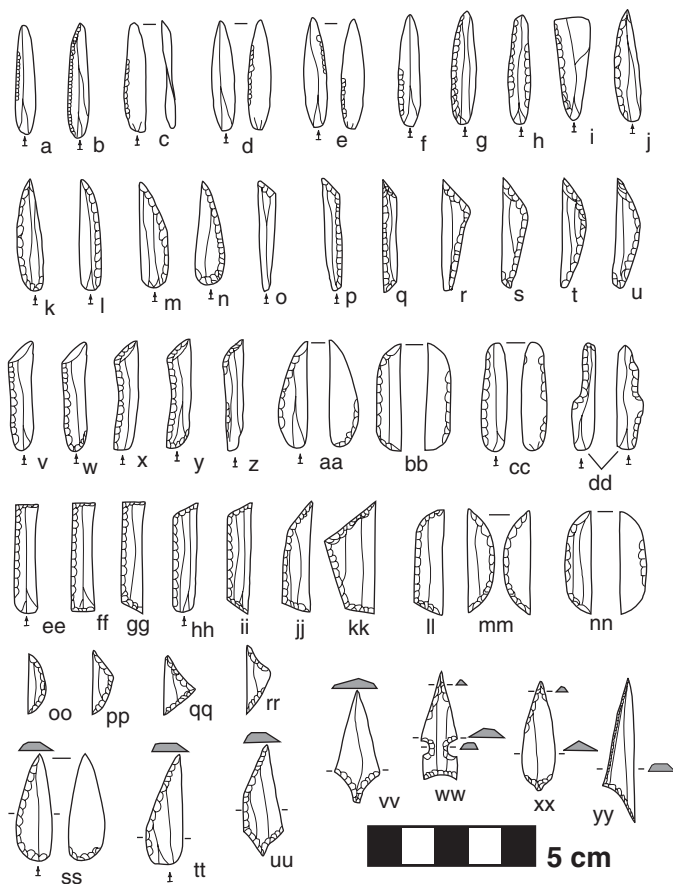 a b c d e f g h i j
k l m n o p q r s t u
v w x y z aa bb cc dd
ee ff gg hh ii jj kk ll mm nn
oo pp qq rr
vv ww xx yy
ss tt uu
5 cm